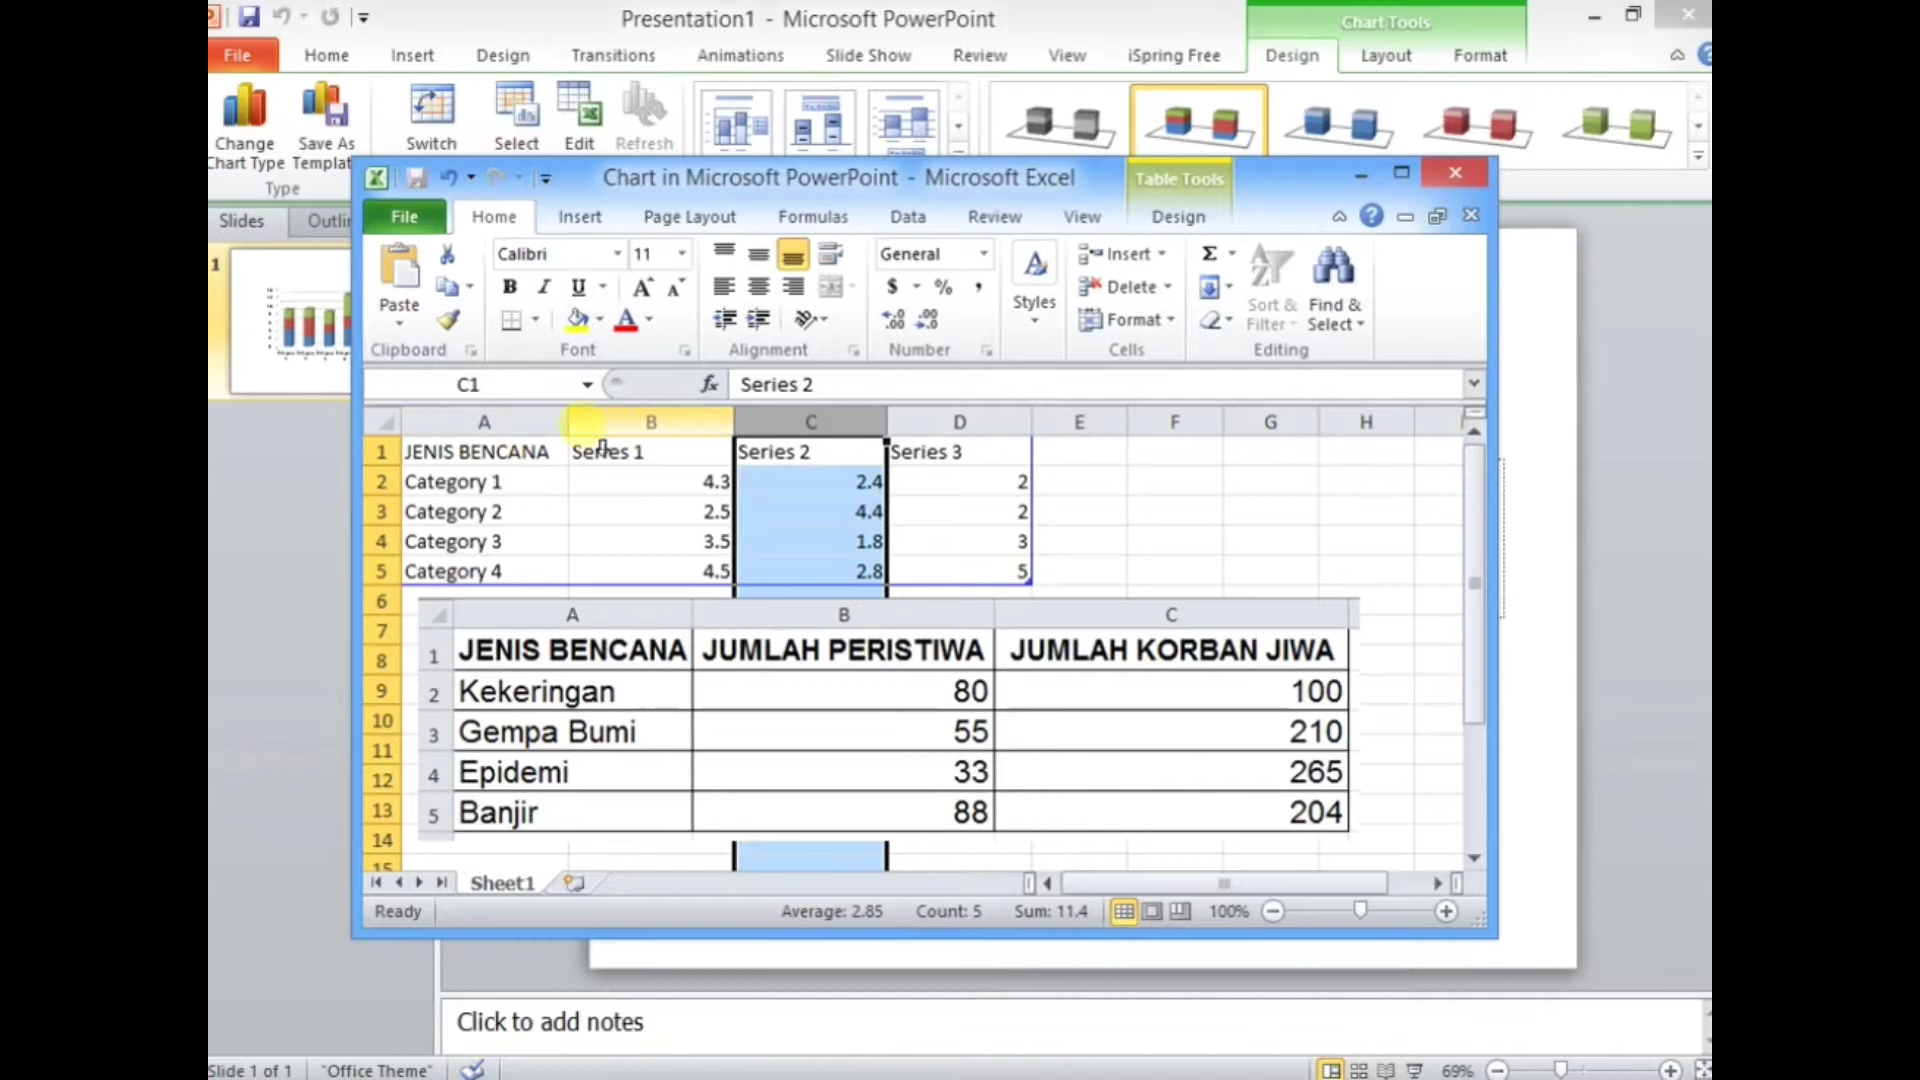 Presentation1 - Microsoft PowerPoint
Chart Tools
File Home Insert Design Transitions Animations Slide Show Review View iSpring Free Design Layout Format
Change Chart Type
Save As Templat
Switch
Select
Edit
Refresh
Type
Slides
Outlin
1
Chart in Microsoft PowerPoint - Microsoft Excel
Table Tools
File Home Insert Page Layout Formulas Data Review View Design
Paste
Calibri 11
General
$ % ,
Styles
Insert
Delete
Format
Sort & Filter
Find & Select
Clipboard Font Alignment Number Cells Editing
C1 fx Series 2
A B C D E F G H
1 JENIS BENCANA Series 1 Series 2 Series 3
2 Category 1 4.3 2.4 2
3 Category 2 2.5 4.4 2
4 Category 3 3.5 1.8 3
5 Category 4 4.5 2.8 5
6
7
8
9
10
11
12
13
14
15
A B C
1 JENIS BENCANA JUMLAH PERISTIWA JUMLAH KORBAN JIWA
2 Kekeringan 80 100
3 Gempa Bumi 55 210
4 Epidemi 33 265
5 Banjir 88 204
Sheet1
Ready Average: 2.85 Count: 5 Sum: 11.4 100%
Click to add notes
Slide 1 of 1 "Office Theme" 69%